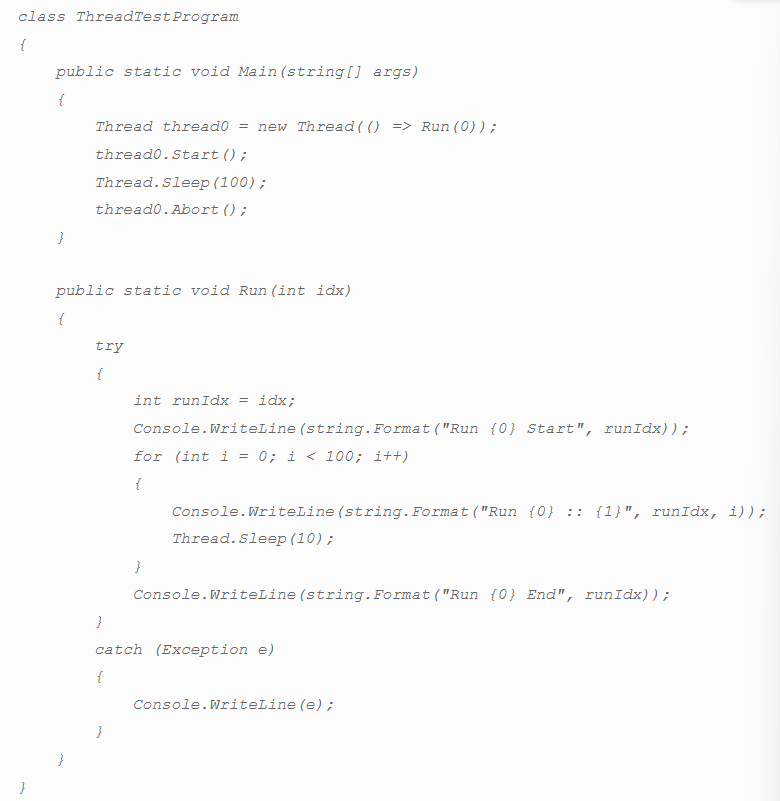 class ThreadTestProgram
{
    public static void Main(string[] args)
    {
        Thread thread0 = new Thread(() => Run(0));
        thread0.Start();
        Thread.Sleep(100);
        thread0.Abort();
    }

    public static void Run(int idx)
    {
        try
        {
            int runIdx = idx;
            Console.WriteLine(string.Format("Run {0} Start", runIdx));
            for (int i = 0; i < 100; i++)
            {
                Console.WriteLine(string.Format("Run {0} :: {1}", runIdx, i));
                Thread.Sleep(10);
            }
            Console.WriteLine(string.Format("Run {0} End", runIdx));
        }
        catch (Exception e)
        {
            Console.WriteLine(e);
        }
    }
}